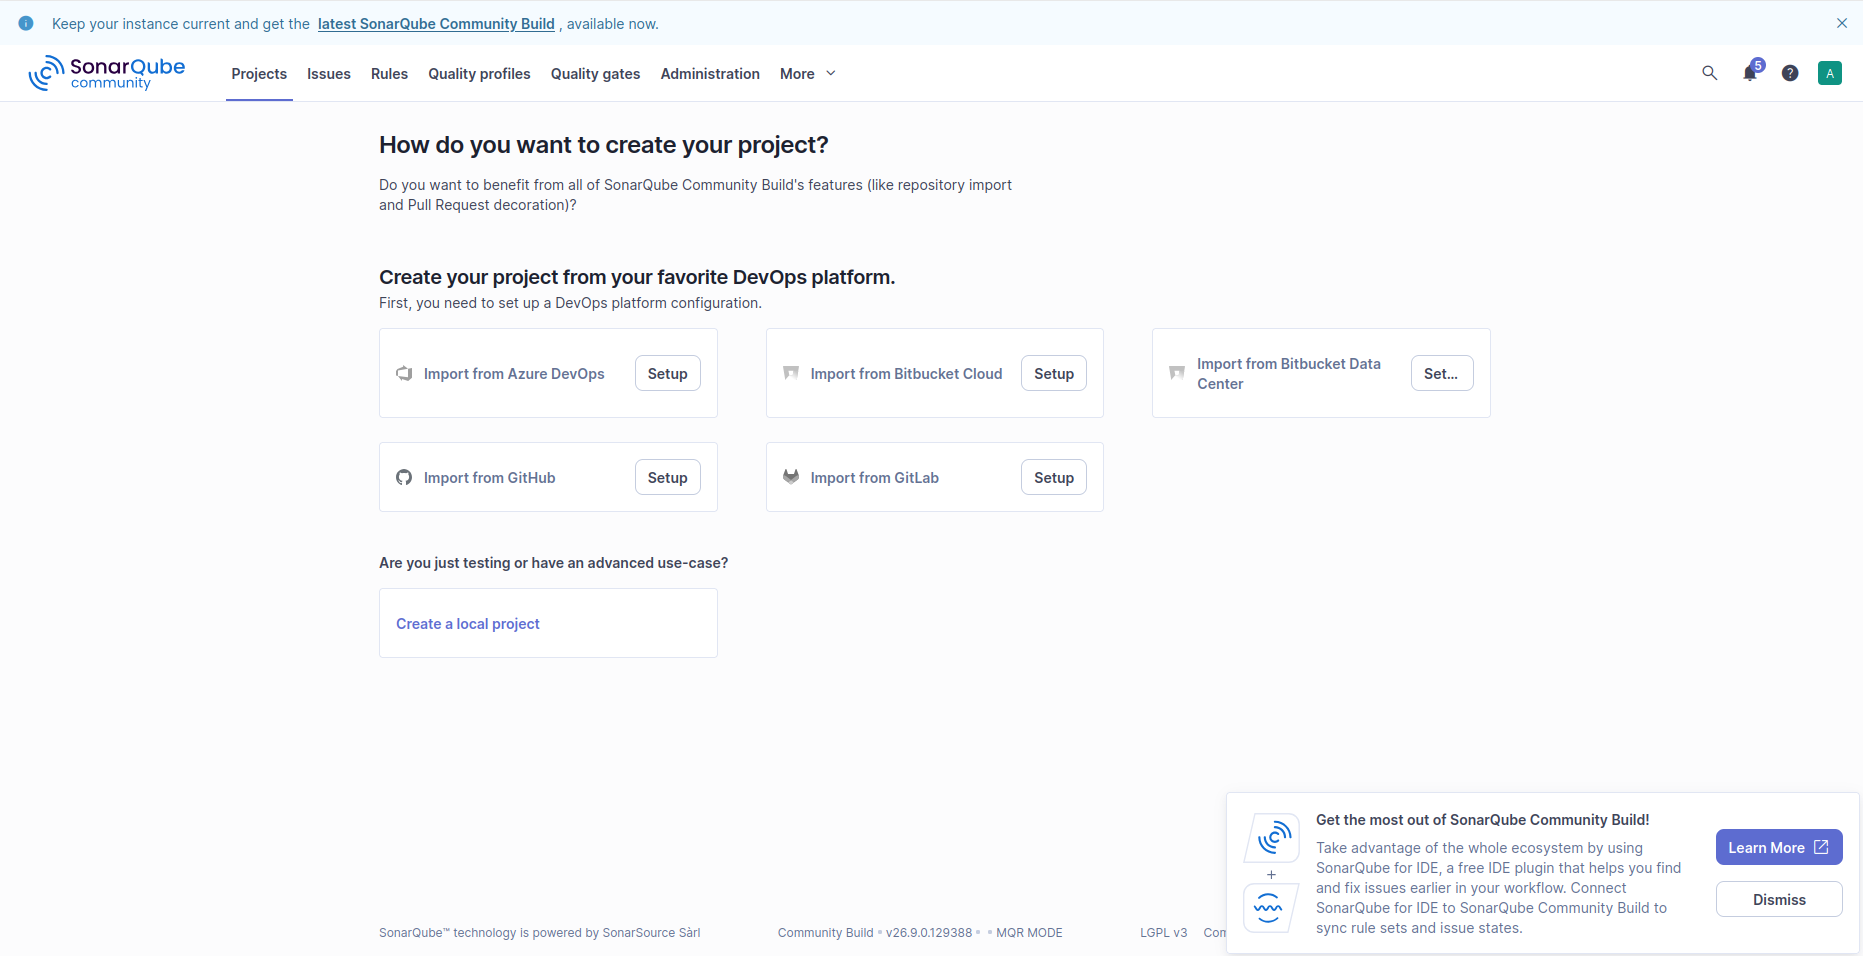 Keep your instance current and get the latest SonarQube Community Build , available now.
SonarQube community
Projects Issues Rules Quality profiles Quality gates Administration More
5
?
A
How do you want to create your project?
Do you want to benefit from all of SonarQube Community Build's features (like repository import
and Pull Request decoration)?
Create your project from your favorite DevOps platform.
First, you need to set up a DevOps platform configuration.
Import from Azure DevOps Setup
Import from Bitbucket Cloud Setup
Import from Bitbucket Data
Center
Set...
Import from GitHub Setup
Import from GitLab Setup
Are you just testing or have an advanced use-case?
Create a local project
Get the most out of SonarQube Community Build!
Take advantage of the whole ecosystem by using
SonarQube for IDE, a free IDE plugin that helps you find
and fix issues earlier in your workflow. Connect
SonarQube for IDE to SonarQube Community Build to
sync rule sets and issue states.
Learn More
Dismiss
SonarQube™ technology is powered by SonarSource Sàrl
Community Build • v26.9.0.129388 • • MQR MODE
LGPL v3